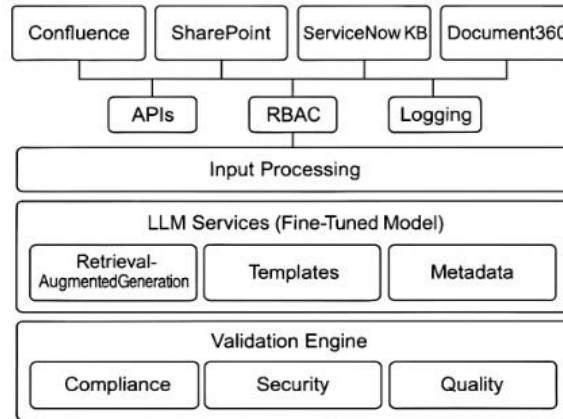 Confluence
SharePoint
ServiceNow KB
Document360
APIs
RBAC
Logging
Input Processing
LLM Services (Fine-Tuned Model)
Retrieval-
AugmentedGeneration
Templates
Metadata
Validation Engine
Compliance
Security
Quality